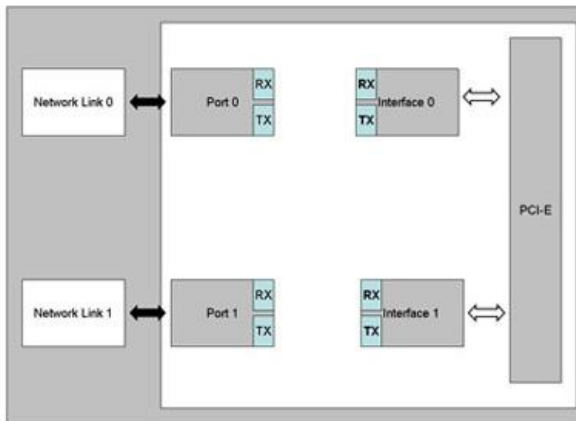 Network Link 0
Port 0
RX
TX
RX
TX
Interface 0
PCI-E
Network Link 1
Port 1
RX
TX
RX
TX
Interface 1